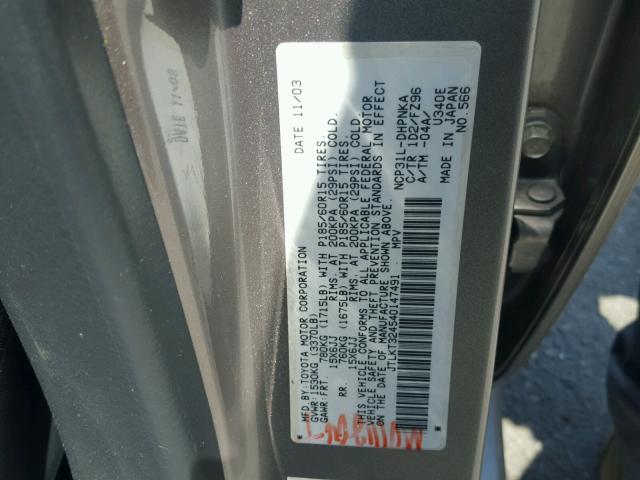 MFD.BY:TOYOTA MOTOR CORPORATION DATE 11/03
GVWR:1530KG (3370LB)
GAWR:FRT. 780KG (1715LB) WITH P185/60R15 TIRES.
15X6JJ RIMS. AT 200KPA (29PSI) COLD.
RR. 760KG (1675LB) WITH P185/60R15 TIRES.
15X6JJ RIMS. AT 200KPA (29PSI) COLD.
THIS VEHICLE CONFORMS TO ALL APPLICABLE FEDERAL MOTOR
VEHICLE SAFETY AND THEFT PREVENTION STANDARDS IN EFFECT
ON THE DATE OF MANUFACTURE SHOWN ABOVE.
JTLKT324540147491 MPV
NCP31L-DHPNKA
C/TR 1D2/FZ96
A/TM -04A/ U340E
MADE IN JAPAN
NO.566